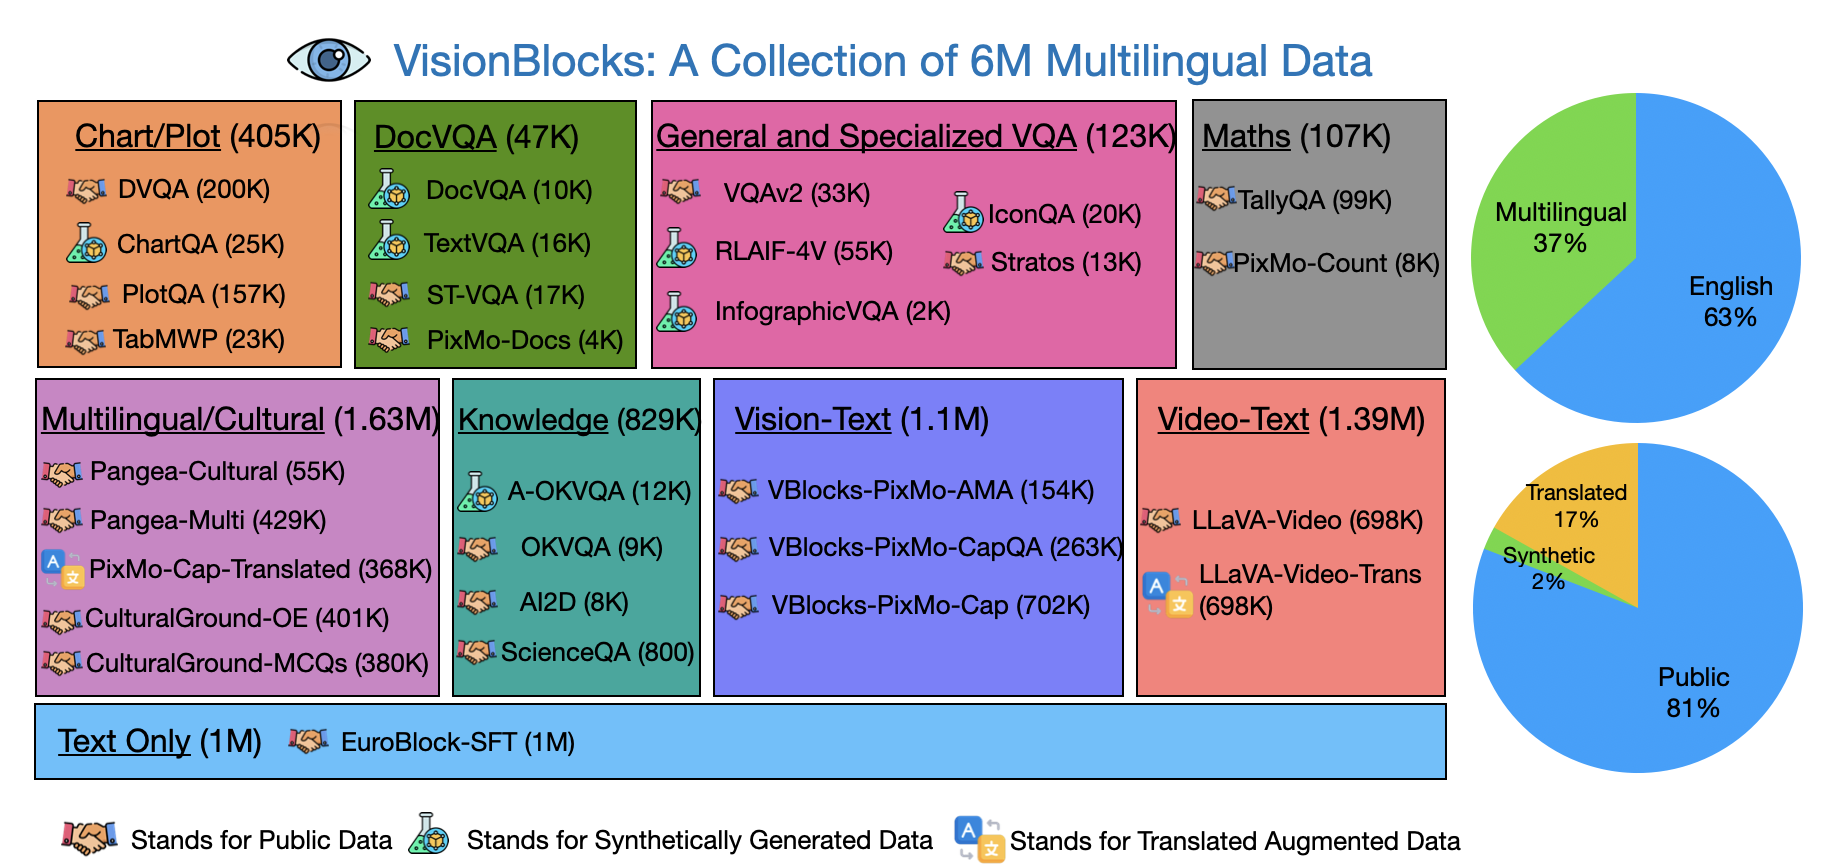 VisionBlocks: A Collection of 6M Multilingual Data
Chart/Plot (405K)
DVQA (200K)
ChartQA (25K)
PlotQA (157K)
TabMWP (23K)
DocVQA (47K)
DocVQA (10K)
TextVQA (16K)
ST-VQA (17K)
PixMo-Docs (4K)
General and Specialized VQA (123K)
VQAv2 (33K)
RLAIF-4V (55K)
InfographicVQA (2K)
IconQA (20K)
Stratos (13K)
Maths (107K)
TallyQA (99K)
PixMo-Count (8K)
Multilingual/Cultural (1.63M)
Pangea-Cultural (55K)
Pangea-Multi (429K)
A
文
PixMo-Cap-Translated (368K)
CulturalGround-OE (401K)
CulturalGround-MCQs (380K)
Knowledge (829K)
A-OKVQA (12K)
OKVQA (9K)
AI2D (8K)
ScienceQA (800)
Vision-Text (1.1M)
VBlocks-PixMo-AMA (154K)
VBlocks-PixMo-CapQA (263K)
VBlocks-PixMo-Cap (702K)
Video-Text (1.39M)
LLaVA-Video (698K)
A
文
LLaVA-Video-Trans
(698K)
Text Only (1M)
EuroBlock-SFT (1M)
Multilingual
37%
English
63%
Translated
17%
Synthetic
2%
Public
81%
Stands for Public Data
Stands for Synthetically Generated Data
A
文
Stands for Translated Augmented Data